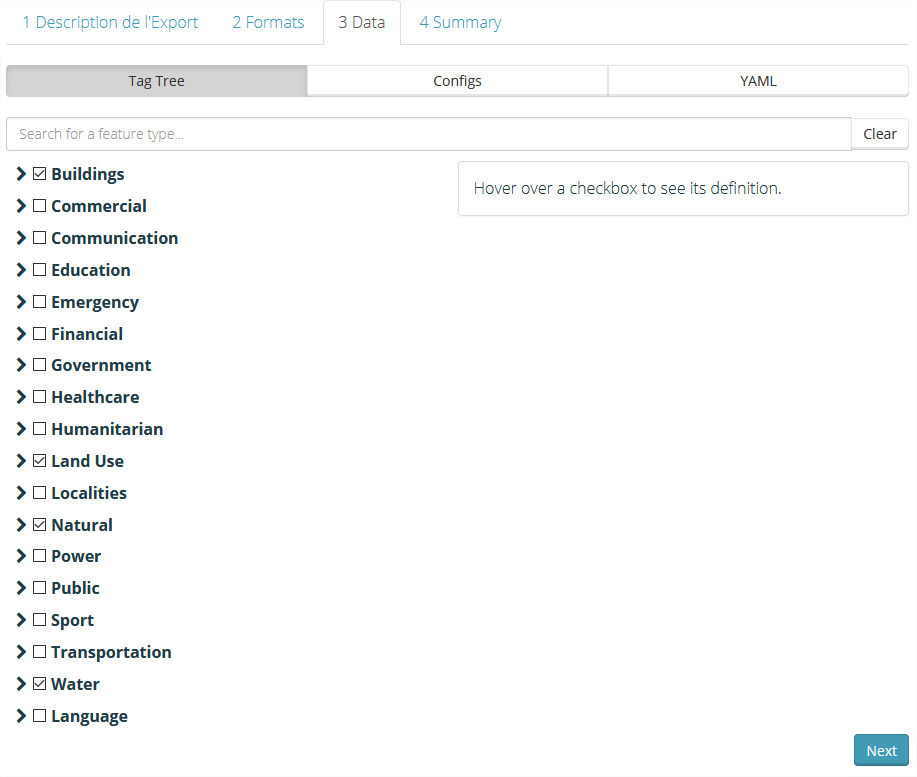 1 Description de l'Export 2 Formats 3 Data 4 Summary
Tag Tree Configs YAML
Search for a feature type... Clear
Buildings
Hover over a checkbox to see its definition.
Commercial
Communication
Education
Emergency
Financial
Government
Healthcare
Humanitarian
Land Use
Localities
Natural
Power
Public
Sport
Transportation
Water
Language
Next